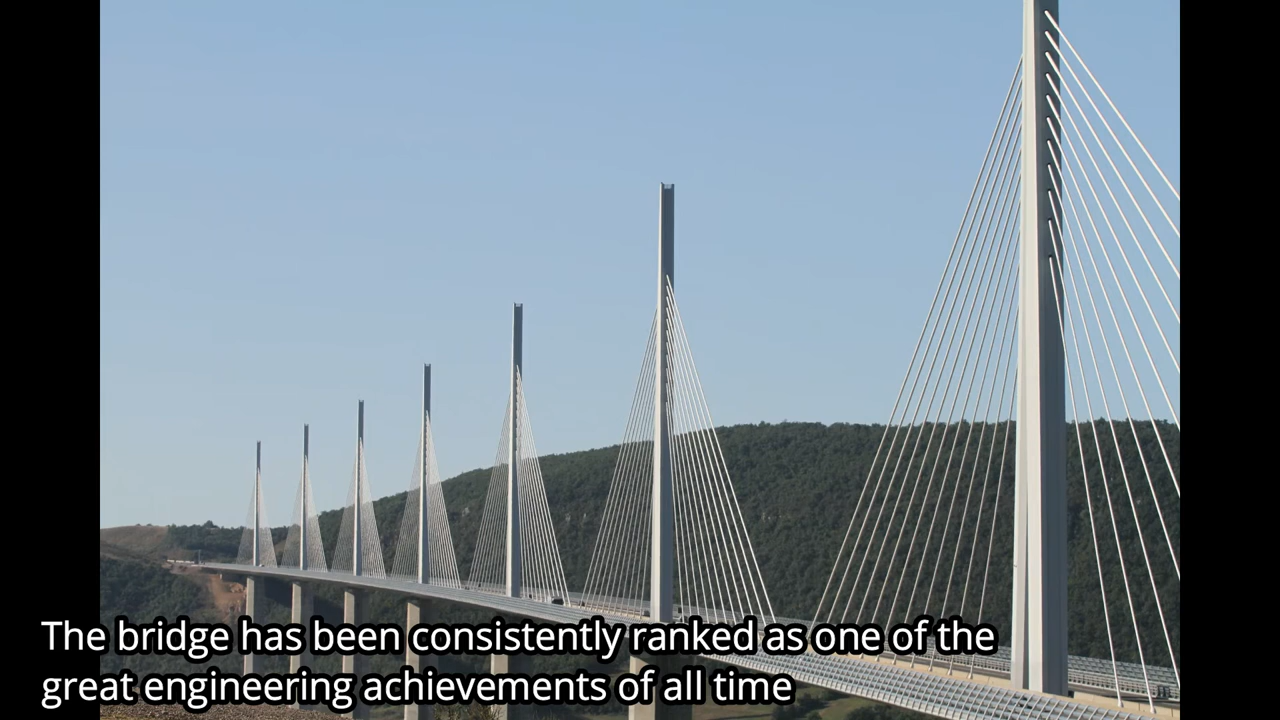 The bridge has been consistently ranked as one of the
great engineering achievements of all time